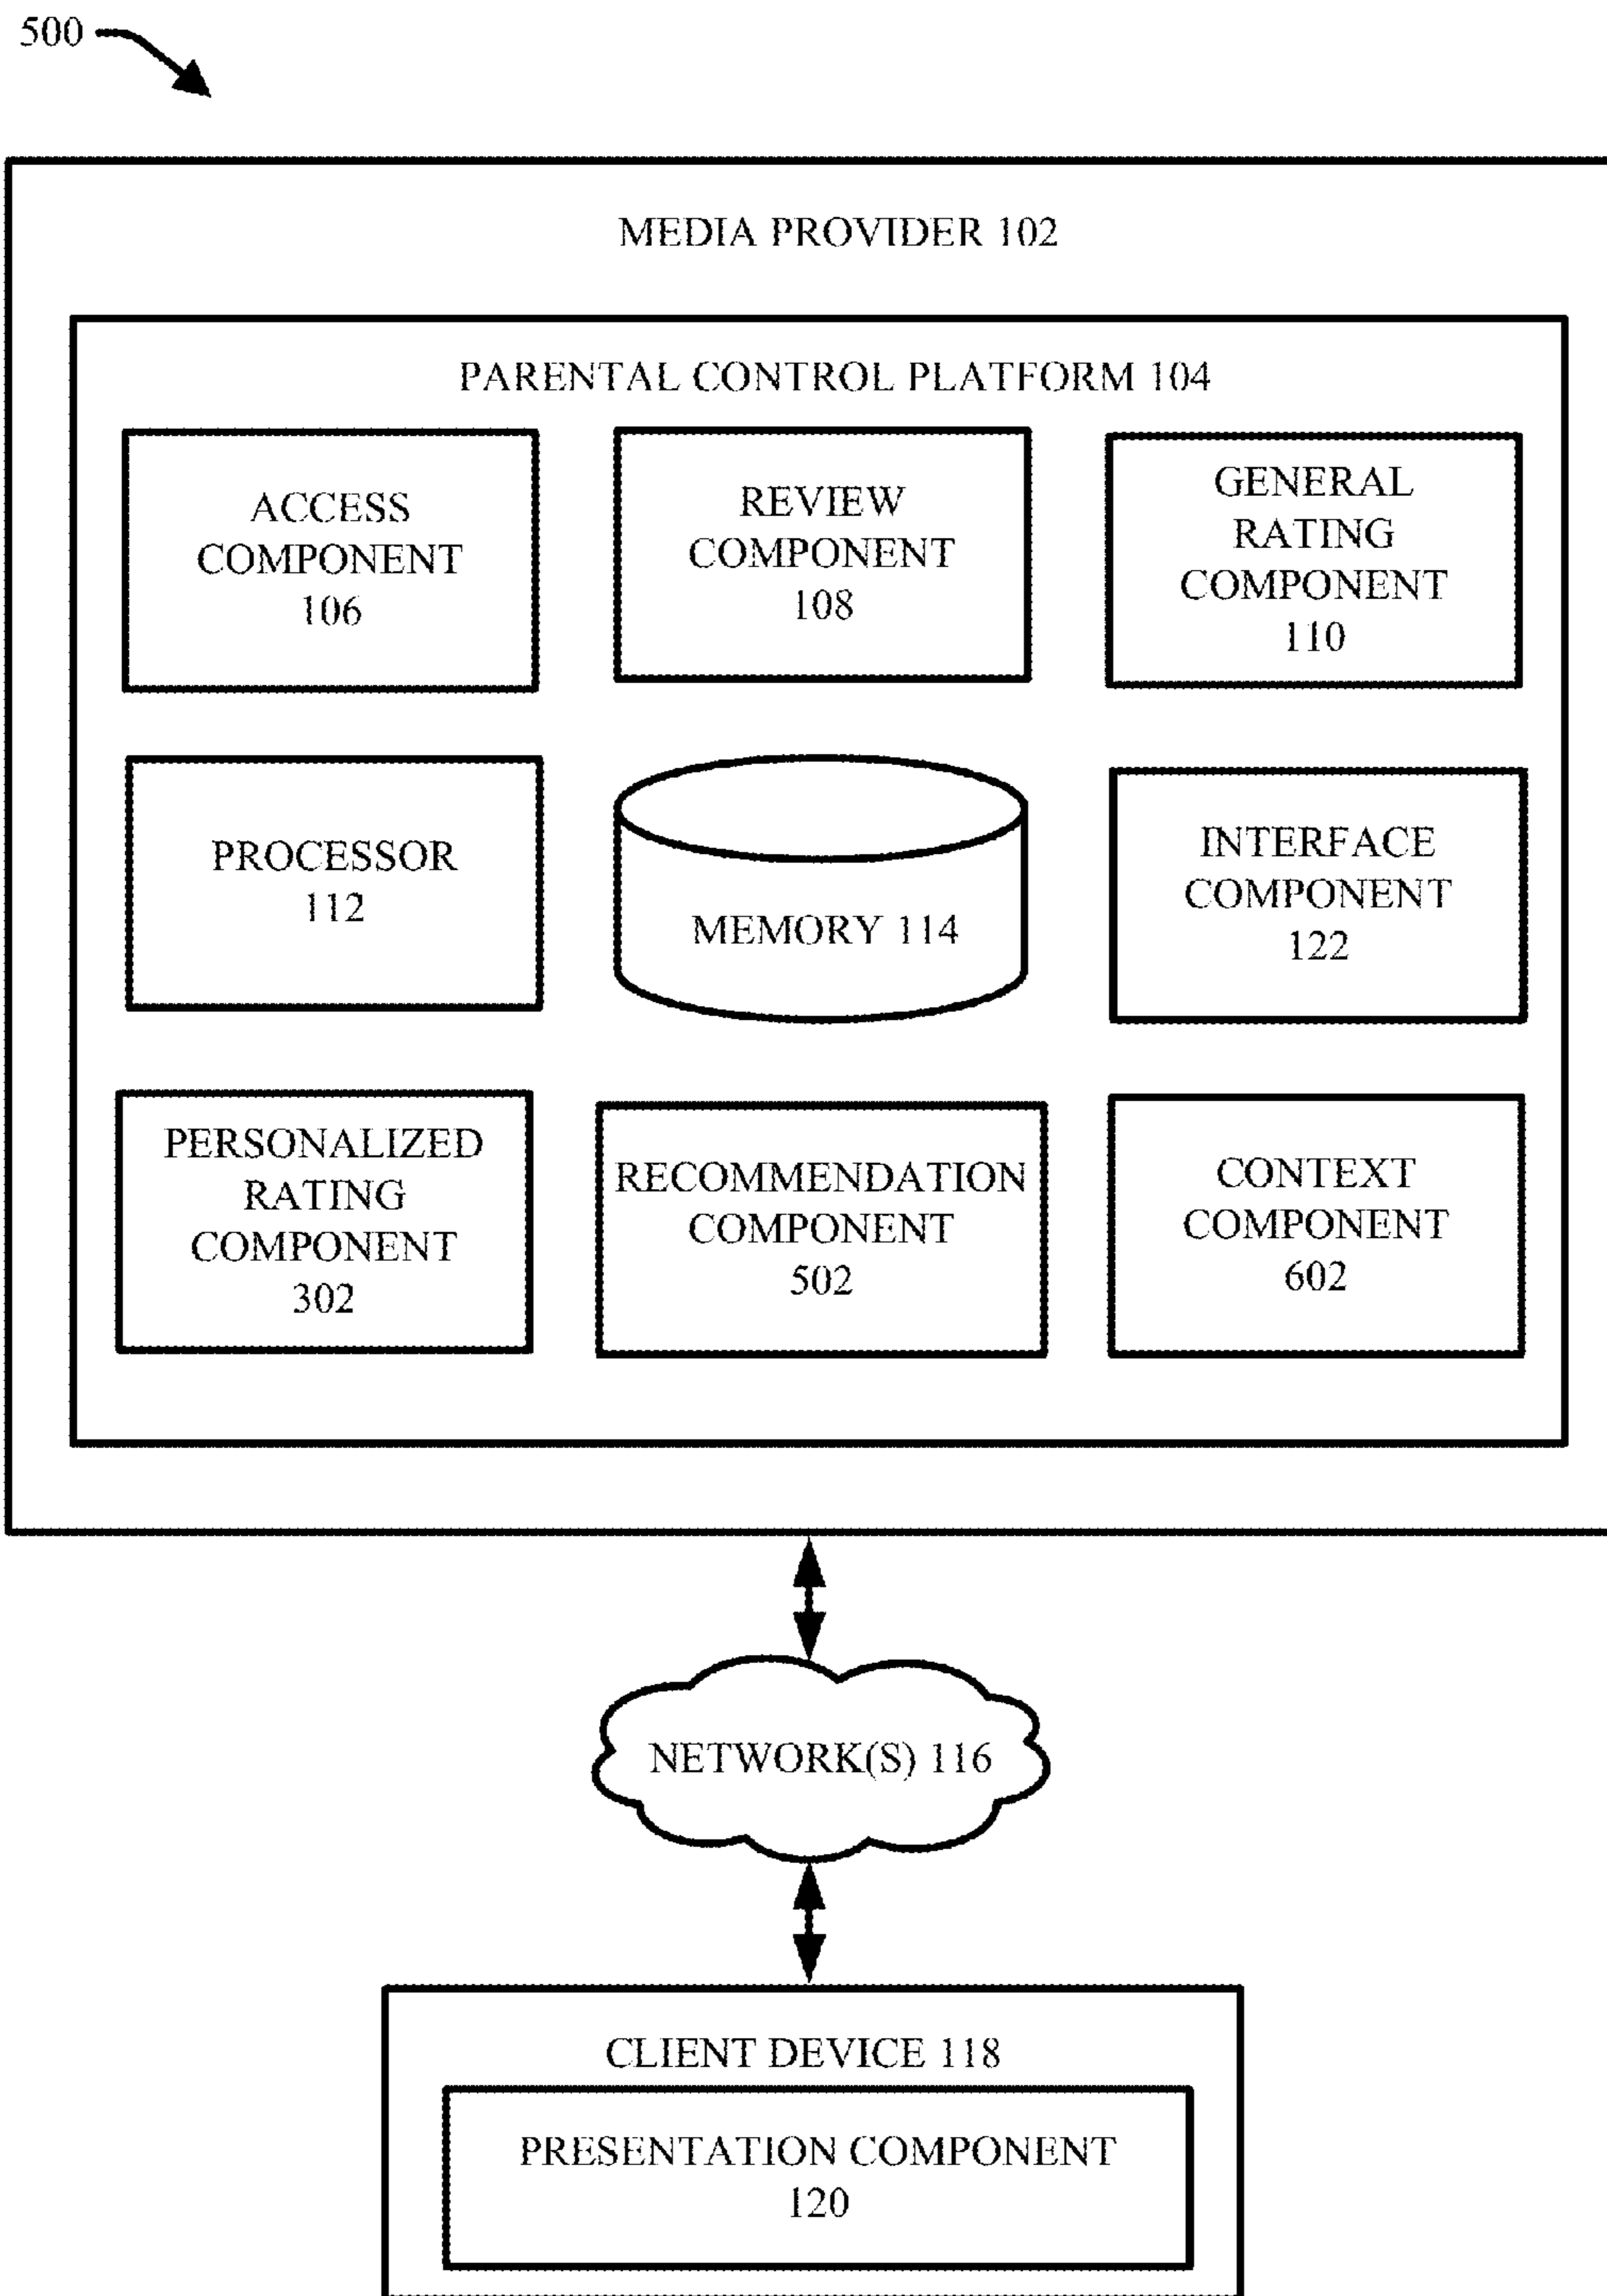 500
MEDIA PROVIDER 102
PARENTAL CONTROL PLATFORM 104
ACCESS
COMPONENT
106
REVIEW
COMPONENT
108
GENERAL
RATING
COMPONENT
110
PROCESSOR
112
MEMORY 114
INTERFACE
COMPONENT
122
PERSONALIZED
RATING
COMPONENT
302
RECOMMENDATION
COMPONENT
502
CONTEXT
COMPONENT
602
NETWORK(S) 116
CLIENT DEVICE 118
PRESENTATION COMPONENT
120